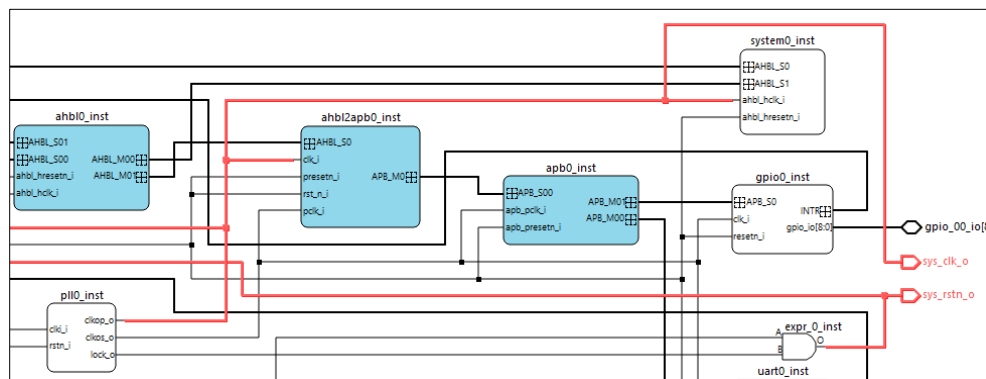 system0_inst
AHBL_S0
AHBL_S1
ahbl_hclk_i
ahbl_hresetn_i
ahbl0_inst
AHBL_S01
AHBL_S00
ahbl_hresetn_i
ahbl_hclk_i
AHBL_M00
AHBL_M01
ahbl2apb0_inst
AHBL_S0
clk_i
presetn_i
rst_n_i
pclk_i
APB_M0
apb0_inst
APB_S00
apb_pclk_i
apb_presetn_i
APB_M01
APB_M00
gpio0_inst
APB_S0
clk_i
resetn_i
INTR
gpio_io[8:0]
gpio_00_io[8
sys_clk_o
sys_rstn_o
pll0_inst
clki_i
rstn_i
clkop_o
clkos_o
lock_o
expr_0_inst
A
B
O
uart0_inst